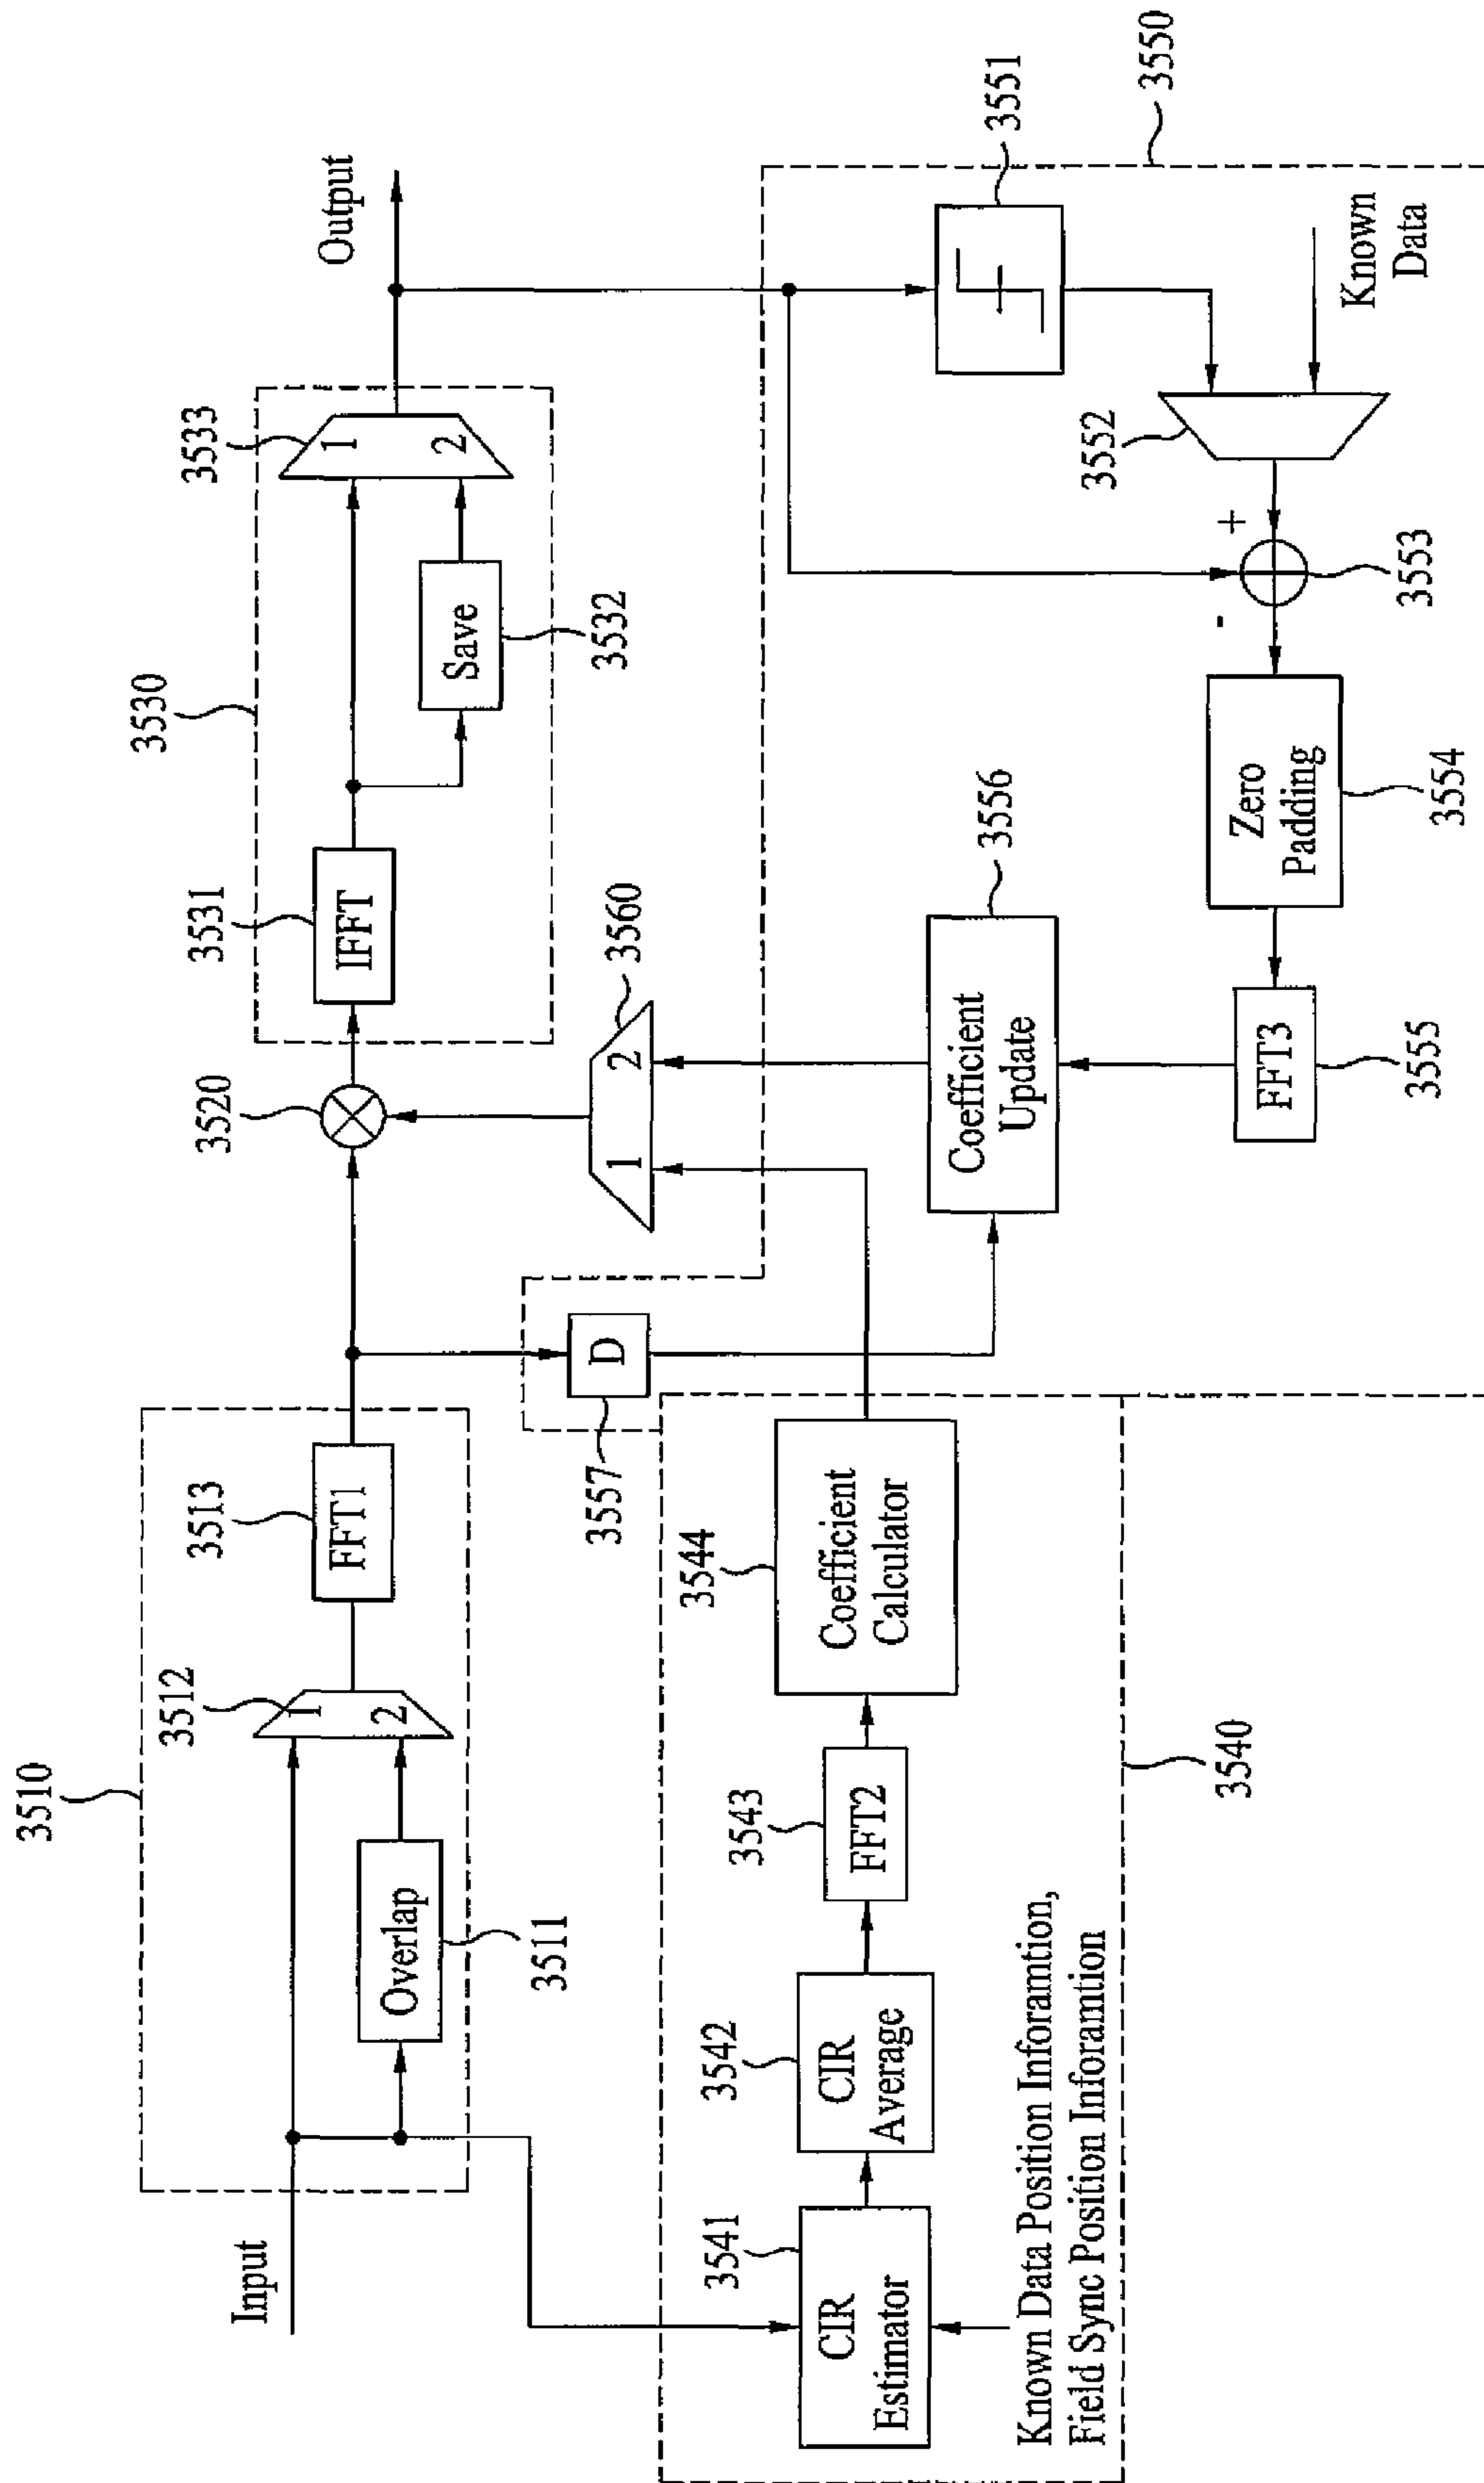 3510
3512
3513
3520
3531
3530
3533
Output
Input
1
2
FFT1
IFFT
1
2
Overlap
3511
Save
3532
3560
1
2
D
3557
3556
Coefficient
Update
3551
3550
3541
3542
3543
3544
CIR
Estimator
CIR
Average
FFT2
Coefficient
Calculator
3552
Known
Data
+
-
3553
Zero
Padding
3554
FFT3
3555
Known Data Position Inforamtion,
Field Sync Position Inforamtion
3540